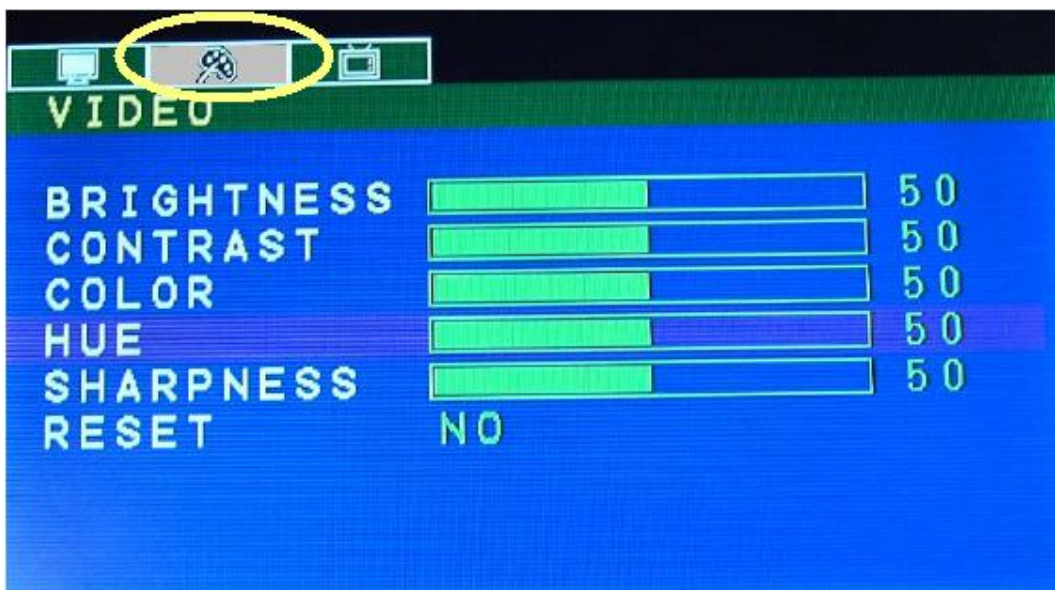 VIDEO
BRIGHTNESS 50
CONTRAST 50
COLOR 50
HUE 50
SHARPNESS 50
RESET NO